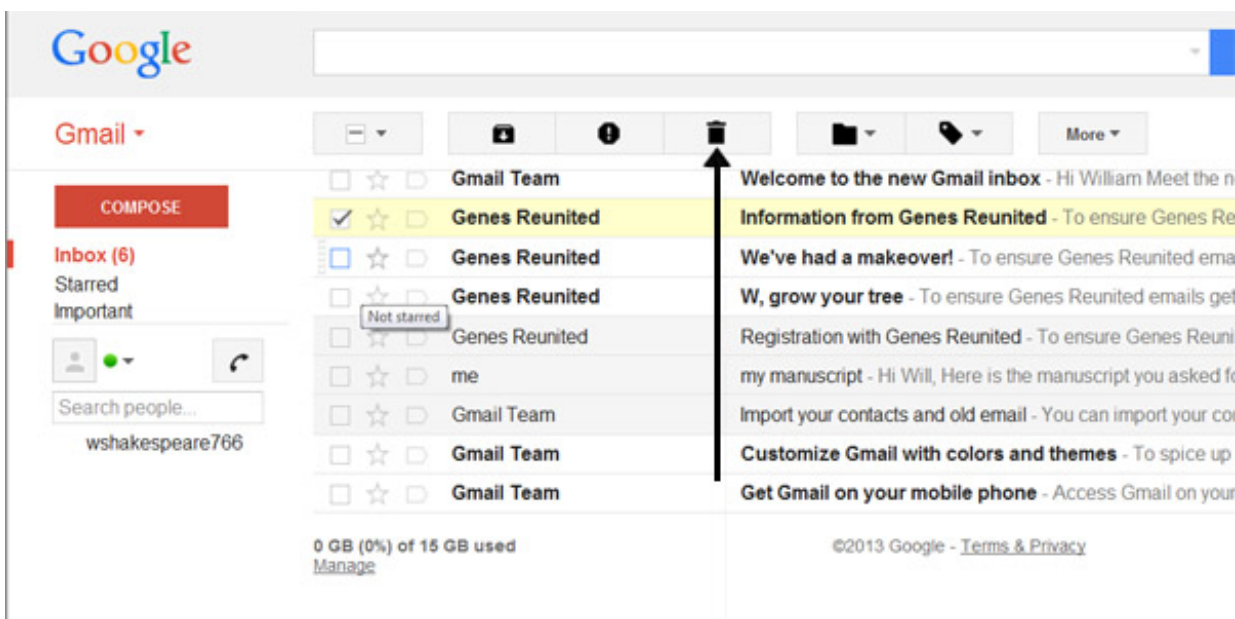 Google
Gmail
More
COMPOSE
Inbox (6)
Starred
Important
Search people...
wshakespeare766
Gmail Team Welcome to the new Gmail inbox - Hi William Meet the n
Genes Reunited Information from Genes Reunited - To ensure Genes Re
Genes Reunited We've had a makeover! - To ensure Genes Reunited ema
Genes Reunited W, grow your tree - To ensure Genes Reunited emails get
Not starred
Genes Reunited Registration with Genes Reunited - To ensure Genes Reuni
me my manuscript - Hi Will, Here is the manuscript you asked fo
Gmail Team Import your contacts and old email - You can import your co
Gmail Team Customize Gmail with colors and themes - To spice up
Gmail Team Get Gmail on your mobile phone - Access Gmail on your
0 GB (0%) of 15 GB used
Manage
©2013 Google - Terms & Privacy